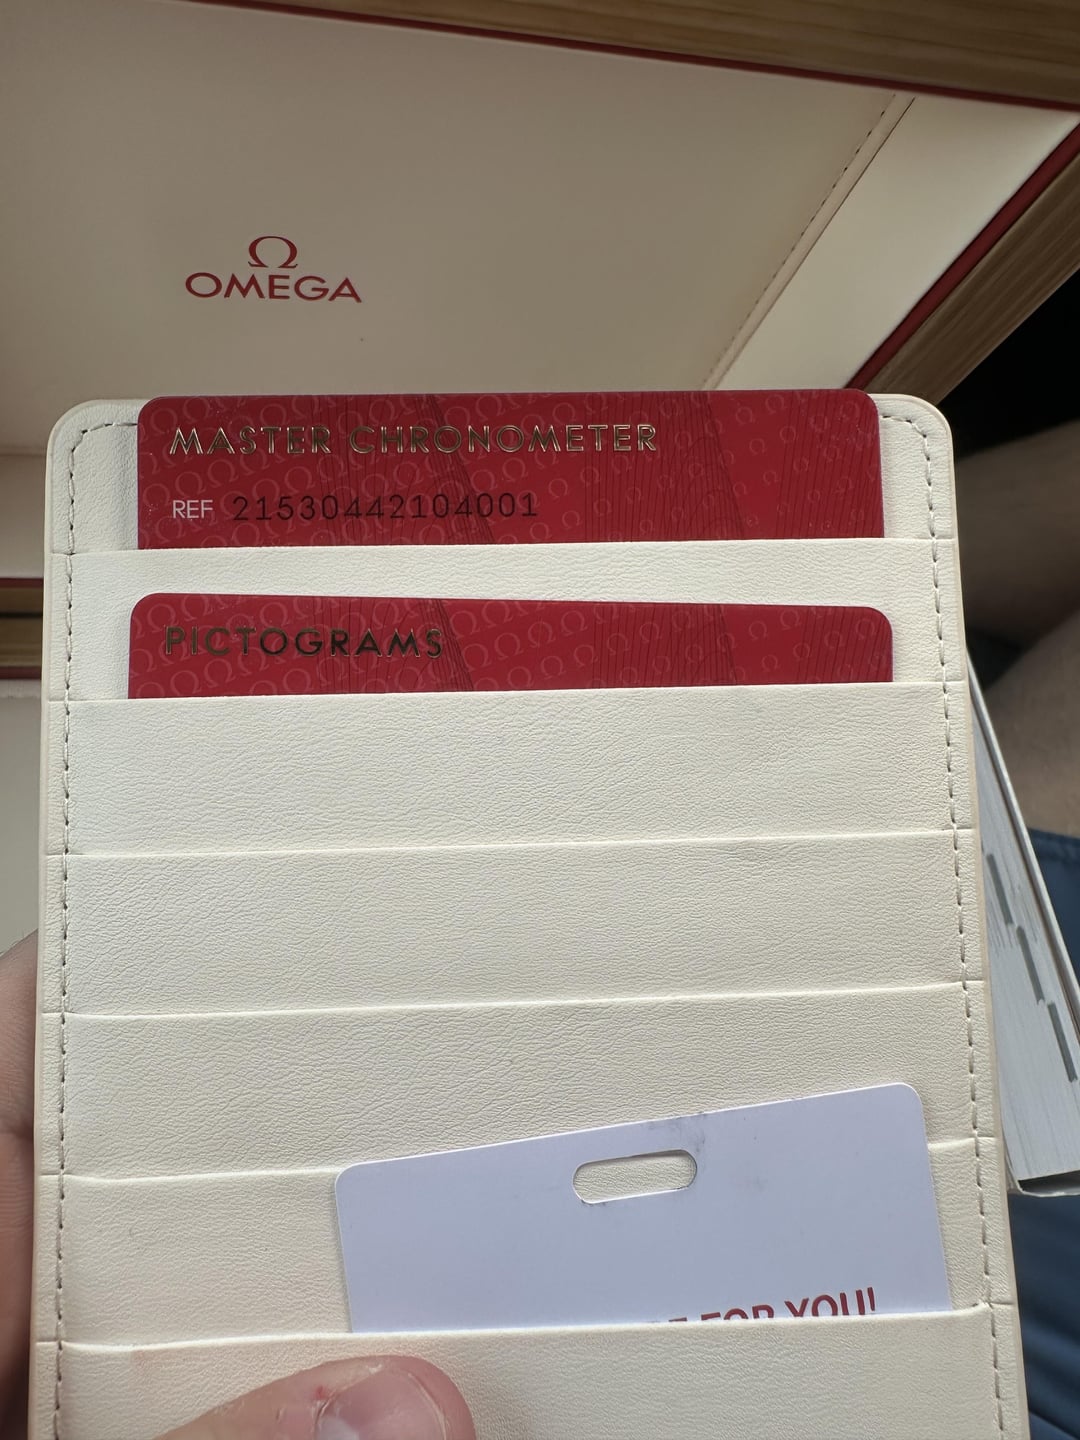 Ω
OMEGA
MASTER CHRONOMETER
REF 21530442104001
PICTOGRAMS
FOR YOU!